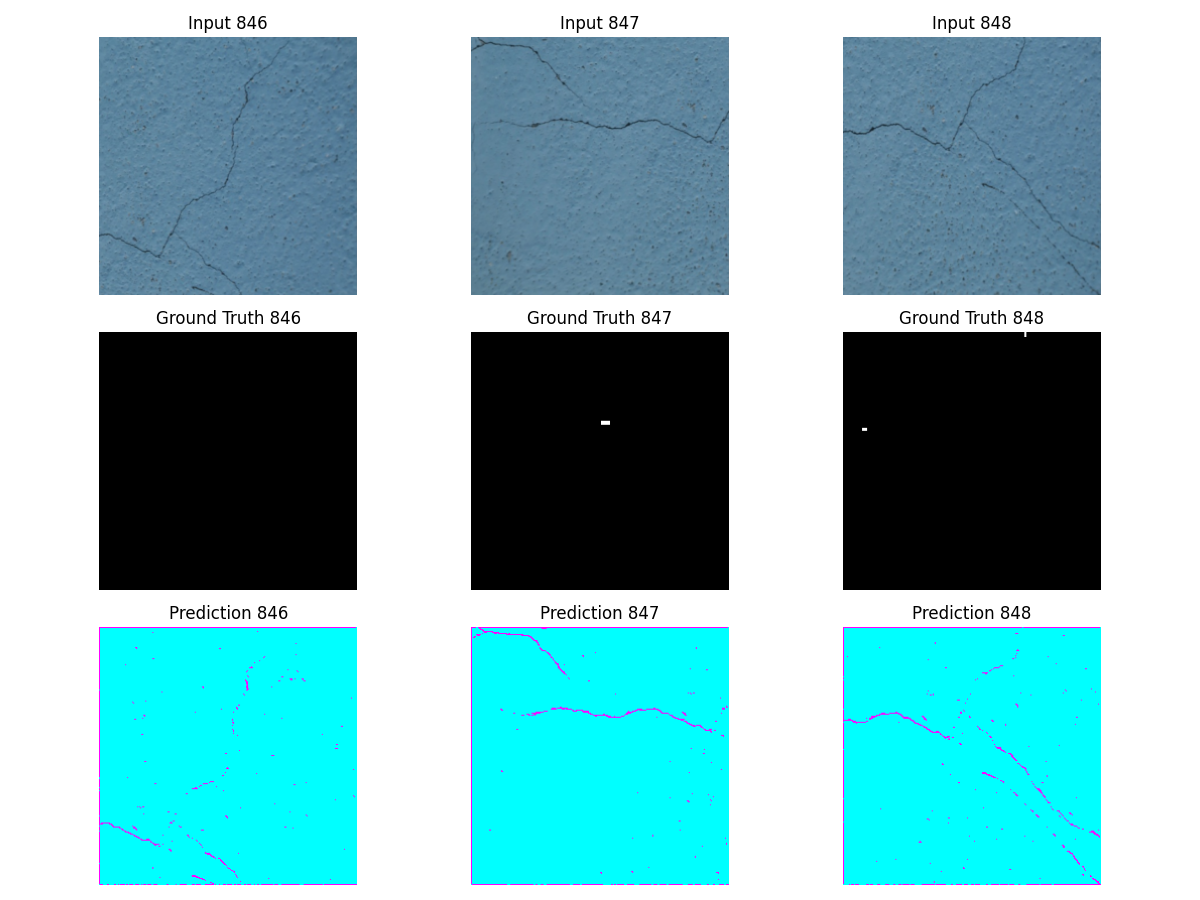 Input 846
Input 847
Input 848
Ground Truth 846
Ground Truth 847
Ground Truth 848
Prediction 846
Prediction 847
Prediction 848